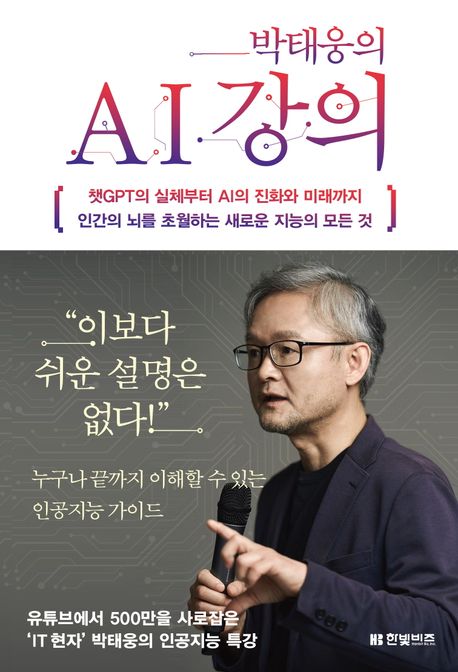 박태웅의
AI 강의
챗GPT의 실체부터 AI의 진화와 미래까지
인간의 뇌를 초월하는 새로운 지능의 모든 것
“이보다
쉬운 설명은
없다!”
누구나 끝까지 이해할 수 있는
인공지능 가이드
유튜브에서 500만을 사로잡은
‘IT 현자’ 박태웅의 인공지능 특강
HB 한빛비즈